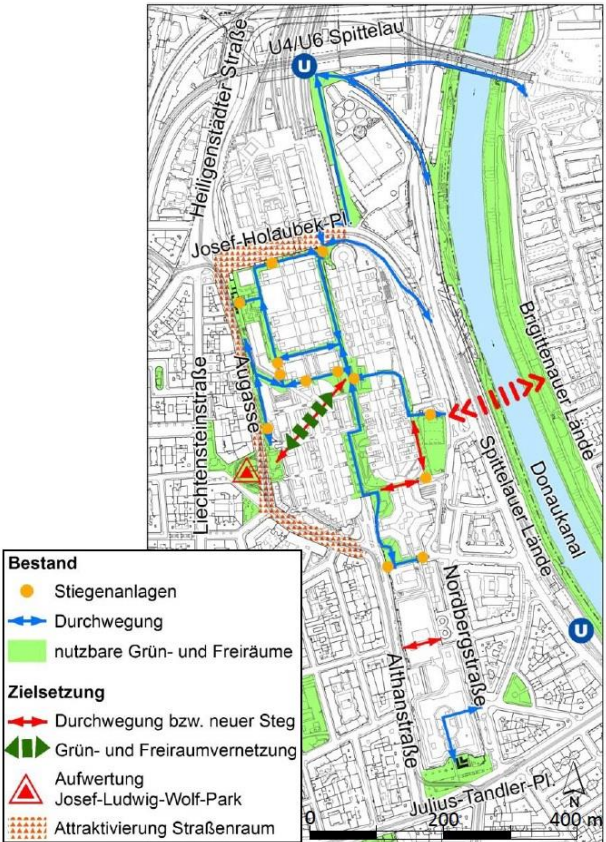 U4/U6 Spittelau
U
Heiligenstädter Straße
Josef-Holaubek-Pl.
Liechtensteinstraße
Augasse
Brigittenauer Lände
Spittelauer Lände
Donaukanal
U
Nordbergstraße
Althanstraße
Julius-Tandler-Pl.
Bestand
Stiegenanlagen
Durchwegung
nutzbare Grün- und Freiräume
Zielsetzung
Durchwegung bzw. neuer Steg
Grün- und Freiraumvernetzung
Aufwertung
Josef-Ludwig-Wolf-Park
Attraktivierung Straßenraum
N
0 200 400 m